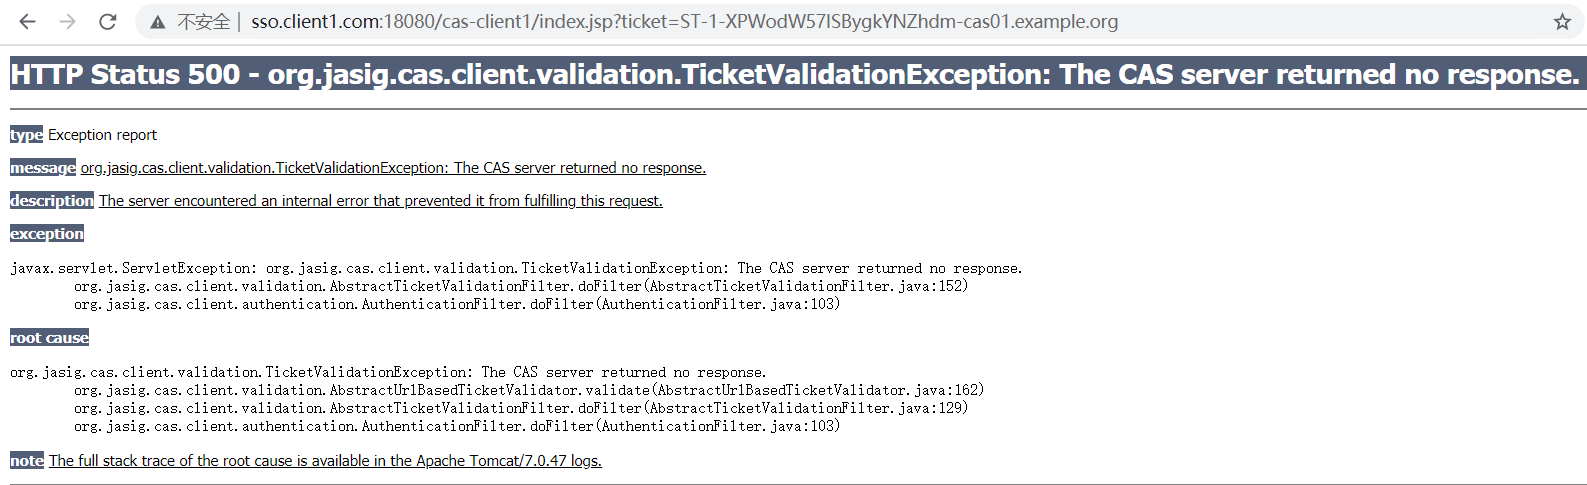 不安全 | sso.client1.com:18080/cas-client1/index.jsp?ticket=ST-1-XPWodW57ISBygkYNZhdm-cas01.example.org
HTTP Status 500 - org.jasig.cas.client.validation.TicketValidationException: The CAS server returned no response.
type Exception report
message org.jasig.cas.client.validation.TicketValidationException: The CAS server returned no response.
description The server encountered an internal error that prevented it from fulfilling this request.
exception
javax.servlet.ServletException: org.jasig.cas.client.validation.TicketValidationException: The CAS server returned no response.
org.jasig.cas.client.validation.AbstractTicketValidationFilter.doFilter(AbstractTicketValidationFilter.java:152)
org.jasig.cas.client.authentication.AuthenticationFilter.doFilter(AuthenticationFilter.java:103)
root cause
org.jasig.cas.client.validation.TicketValidationException: The CAS server returned no response.
org.jasig.cas.client.validation.AbstractUrlBasedTicketValidator.validate(AbstractUrlBasedTicketValidator.java:162)
org.jasig.cas.client.validation.AbstractTicketValidationFilter.doFilter(AbstractTicketValidationFilter.java:129)
org.jasig.cas.client.authentication.AuthenticationFilter.doFilter(AuthenticationFilter.java:103)
note The full stack trace of the root cause is available in the Apache Tomcat/7.0.47 logs.